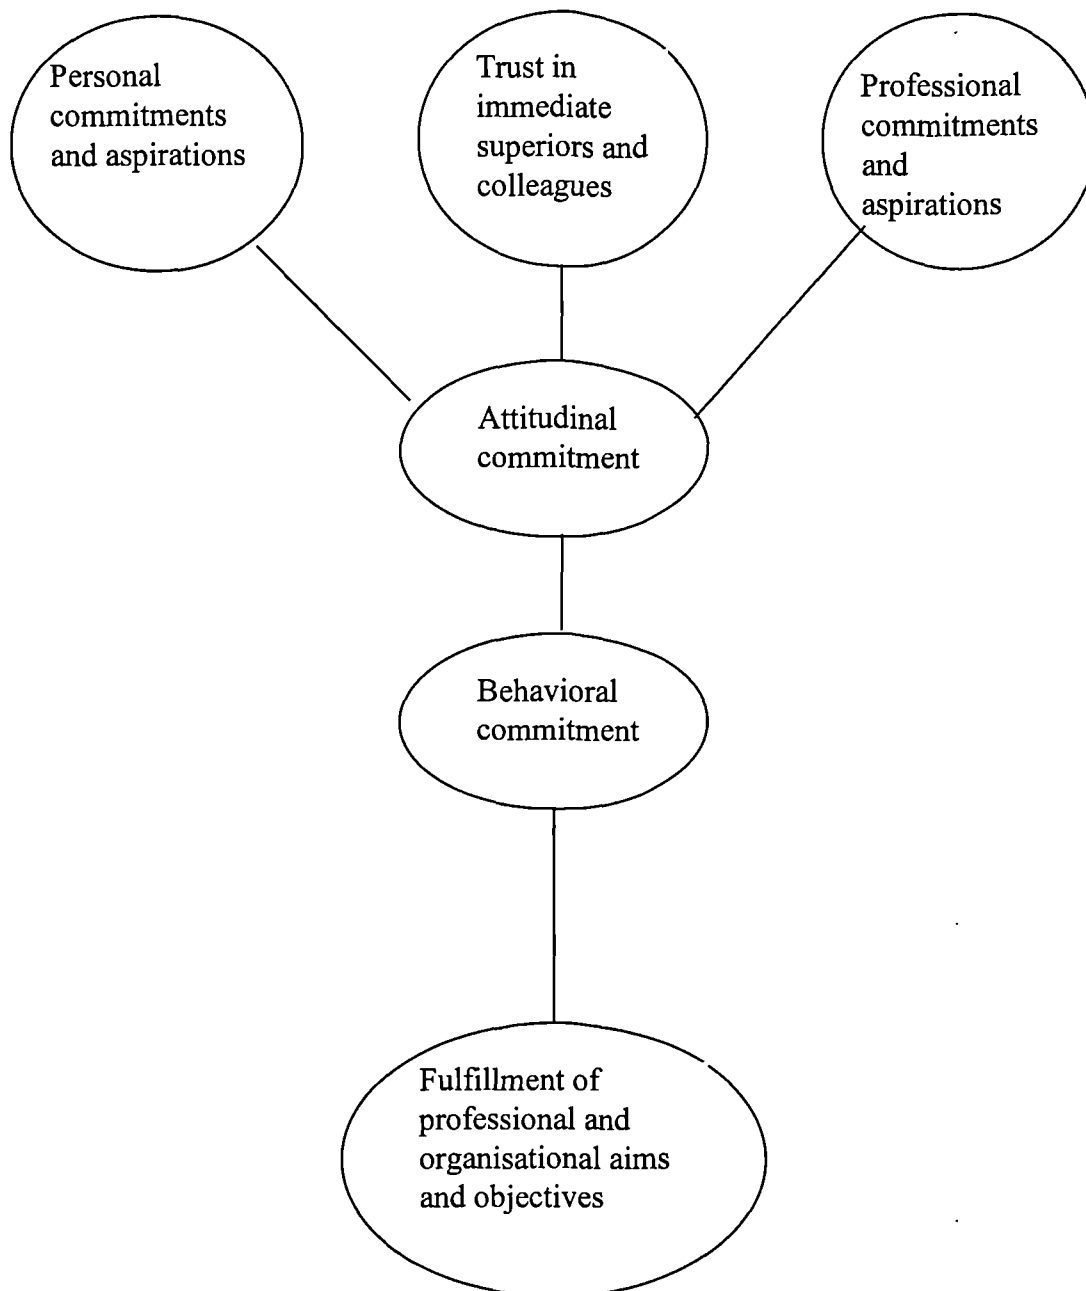 Personal
commitments
and aspirations
Trust in
immediate
superiors and
colleagues
Professional
commitments
and
aspirations
Attitudinal
commitment
Behavioral
commitment
Fulfillment of
professional and
organisational aims
and objectives